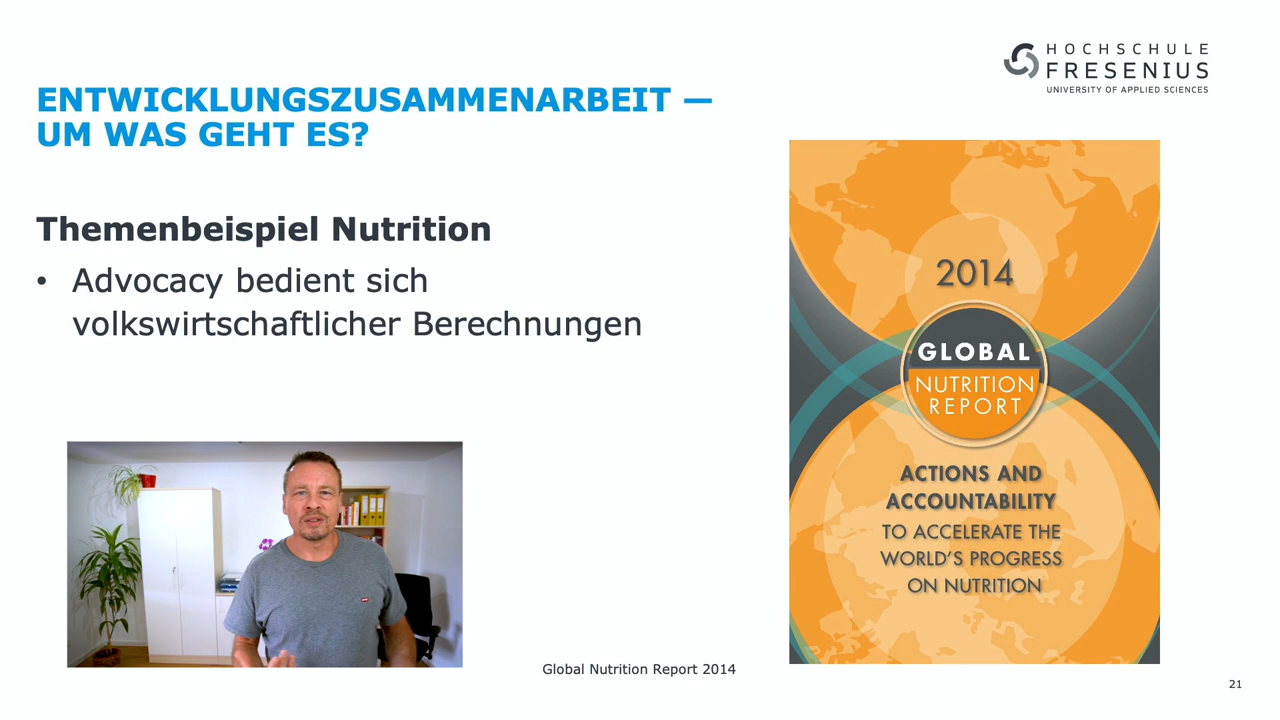 HOCHSCHULE
FRESENIUS
UNIVERSITY OF APPLIED SCIENCES
ENTWICKLUNGSZUSAMMENARBEIT —
UM WAS GEHT ES?
Themenbeispiel Nutrition
• Advocacy bedient sich
volkswirtschaftlicher Berechnungen
2014
GLOBAL
NUTRITION
REPORT
ACTIONS AND
ACCOUNTABILITY
TO ACCELERATE THE
WORLD'S PROGRESS
ON NUTRITION
Global Nutrition Report 2014
21